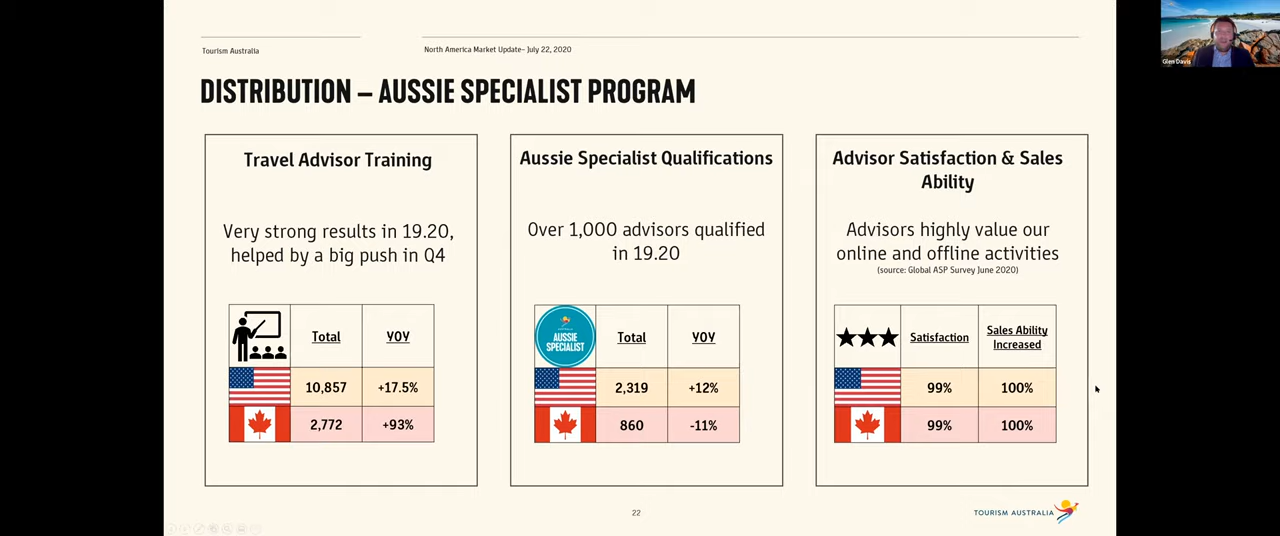 Tourism Australia
North America Market Update– July 22, 2020
Glen Davis
DISTRIBUTION – AUSSIE SPECIALIST PROGRAM
Travel Advisor Training
Very strong results in 19.20,
helped by a big push in Q4
Total YOY
10,857 +17.5%
2,772 +93%
Aussie Specialist Qualifications
Over 1,000 advisors qualified
in 19.20
AUSSIE
SPECIALIST
Total YOY
2,319 +12%
860 -11%
Advisor Satisfaction & Sales
Ability
Advisors highly value our
online and offline activities
(source: Global ASP Survey June 2020)
Satisfaction Sales Ability
Increased
99% 100%
99% 100%
22
TOURISM AUSTRALIA